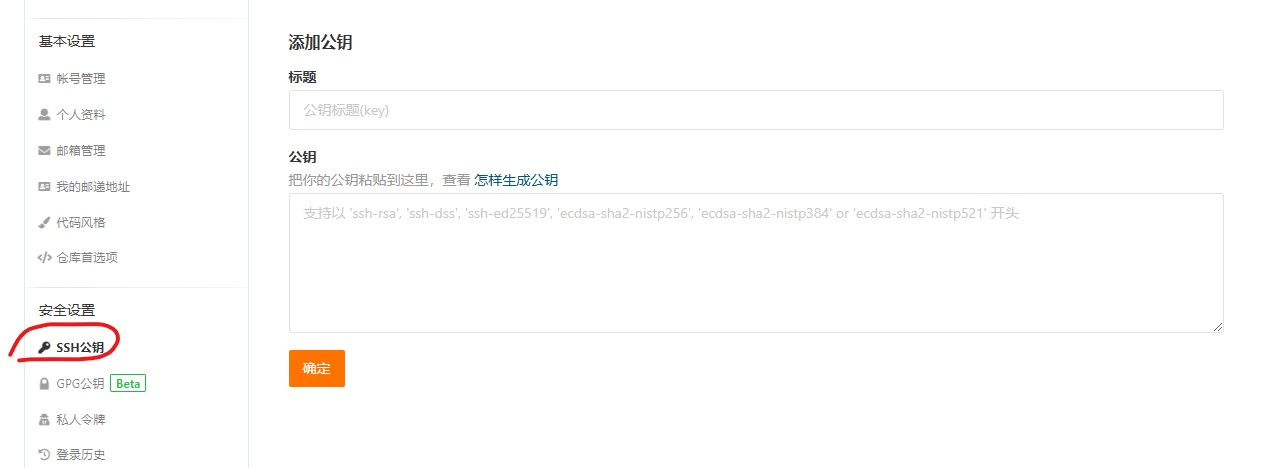 基本设置
帐号管理
个人资料
邮箱管理
我的邮递地址
代码风格
仓库首选项
安全设置
SSH公钥
GPG公钥 Beta
私人令牌
登录历史
添加公钥
标题
公钥标题(key)
公钥
把你的公钥粘贴到这里，查看 怎样生成公钥
支持以 'ssh-rsa', 'ssh-dss', 'ssh-ed25519', 'ecdsa-sha2-nistp256', 'ecdsa-sha2-nistp384' or 'ecdsa-sha2-nistp521' 开头
确定